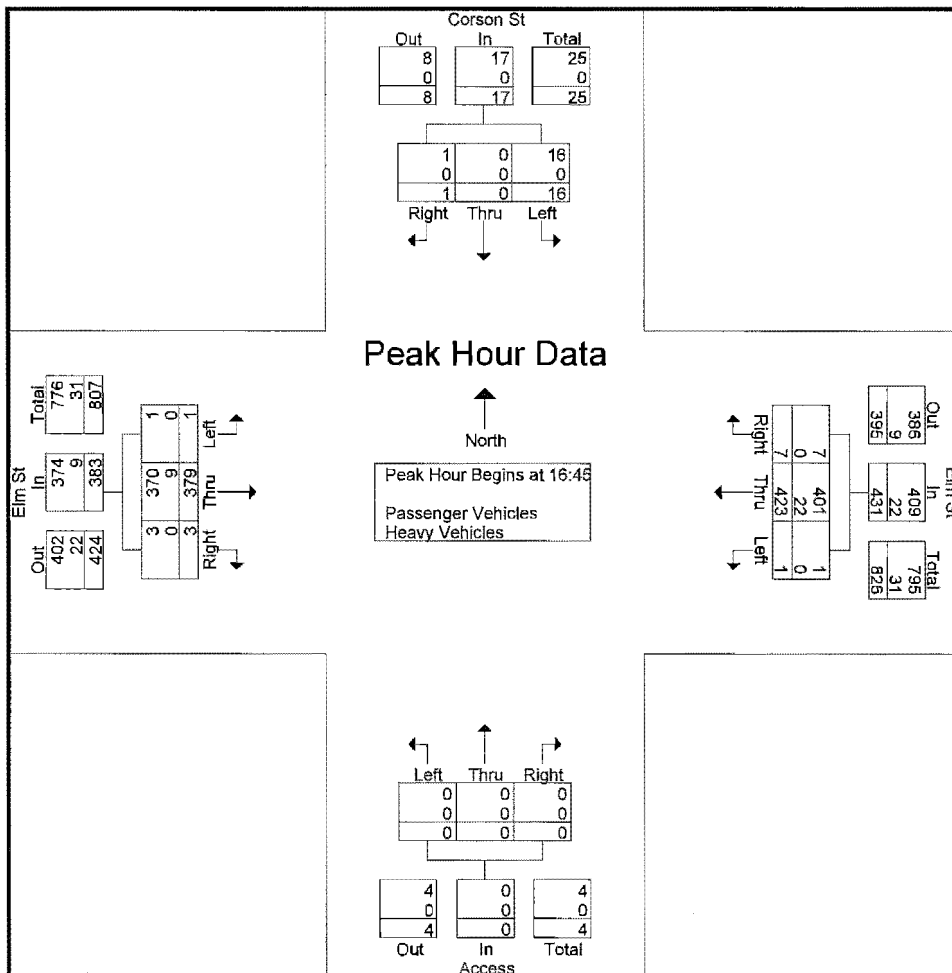 Corson St
Out In Total
8 17 25
0 0 0
8 17 25
1 0 16
0 0 0
1 0 16
Right Thru Left
Peak Hour Data
North
Peak Hour Begins at 16:45
Passenger Vehicles
Heavy Vehicles
Elm St
Total In Out
776 374 402
31 9 22
807 383 424
Left Thru Right
1 370 3
0 9 0
1 379 3
Elm St
Out In Total
386 409 795
9 22 31
395 431 826
7 401 1
0 22 0
7 423 1
Right Thru Left
Left Thru Right
0 0 0
0 0 0
0 0 0
4 0 4
0 0 0
4 0 4
Out In Total
Access